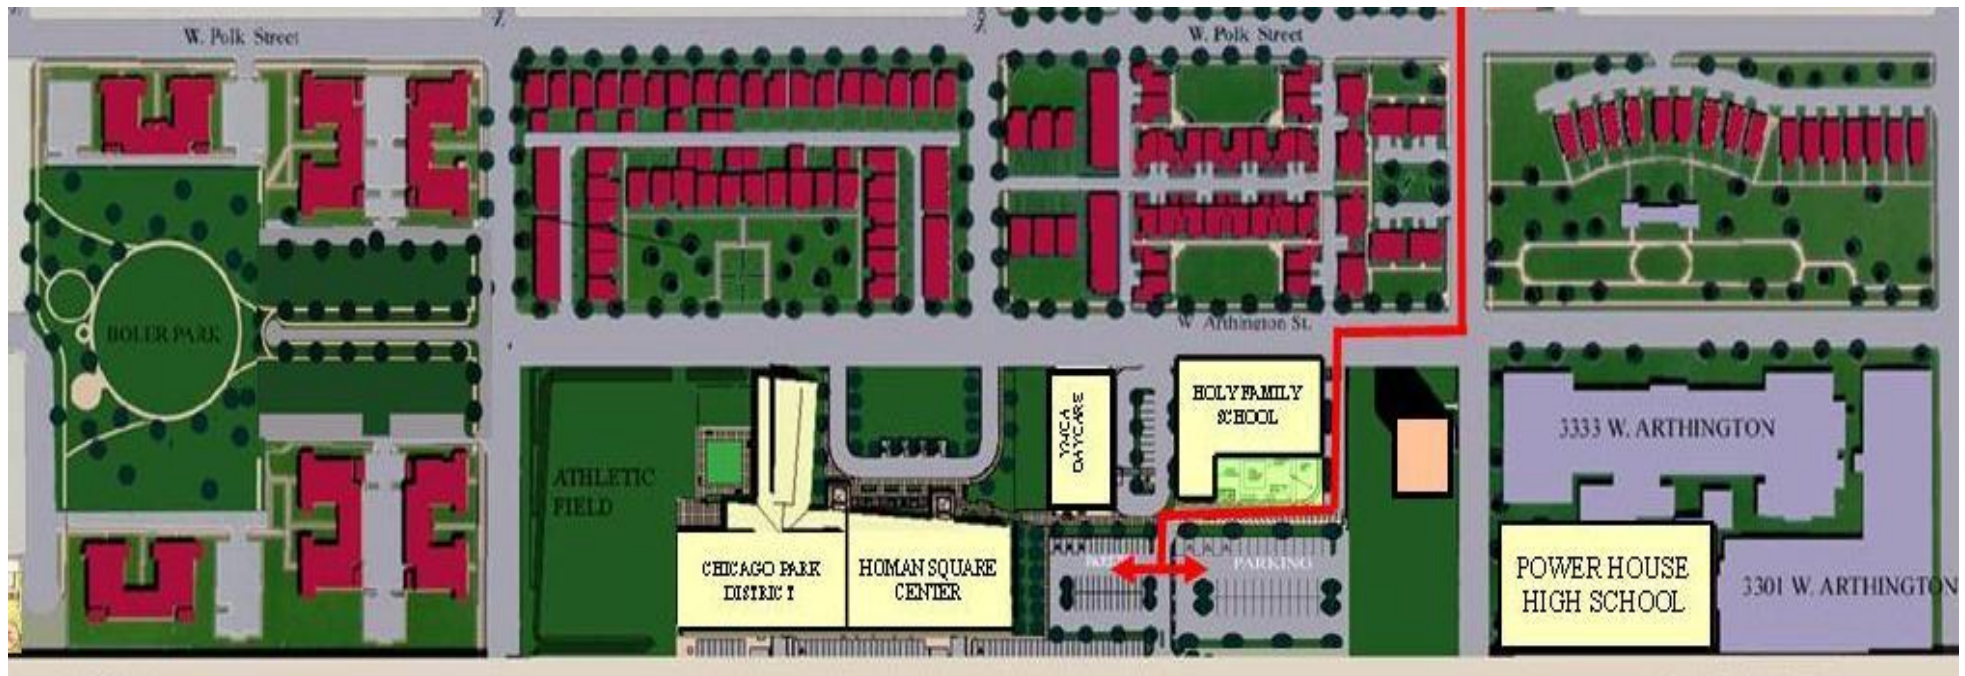 W. Polk Street
W. Polk Street
BOLER PARK
W Arthington St.
HOLY FAMILY
SCHOOL
YMCA
DAYCARE
3333 W. ARTHINGTON
ATHLETIC
FIELD
CHICAGO PARK
DISTRICT
HOMAN SQUARE
CENTER
PARKING
POWER HOUSE
HIGH SCHOOL
3301 W. ARTHINGTON